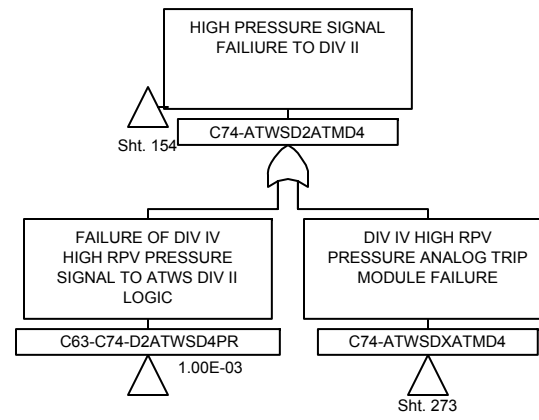 HIGH PRESSURE SIGNAL
FAILIURE TO DIV II
Sht. 154
C74-ATWSD2ATMD4
FAILURE OF DIV IV
HIGH RPV PRESSURE
SIGNAL TO ATWS DIV II
LOGIC
C63-C74-D2ATWSD4PR
1.00E-03
DIV IV HIGH RPV
PRESSURE ANALOG TRIP
MODULE FAILURE
C74-ATWSDXATMD4
Sht. 273